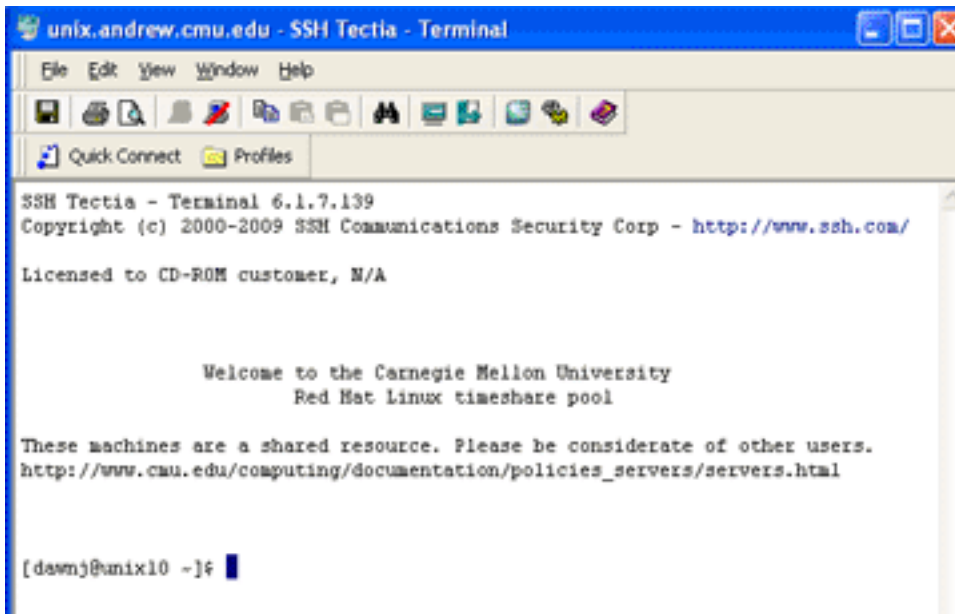 unix.andrew.cmu.edu - SSH Tectia - Terminal
File Edit View Window Help
Quick Connect Profiles
SSH Tectia - Terminal 6.1.7.139
Copyright (c) 2000-2009 SSH Communications Security Corp - http://www.ssh.com/
Licensed to CD-ROM customer, N/A
Welcome to the Carnegie Mellon University
Red Hat Linux timeshare pool
These machines are a shared resource. Please be considerate of other users.
http://www.cmu.edu/computing/documentation/policies_servers/servers.html
[dawnj@unix10 ~]$